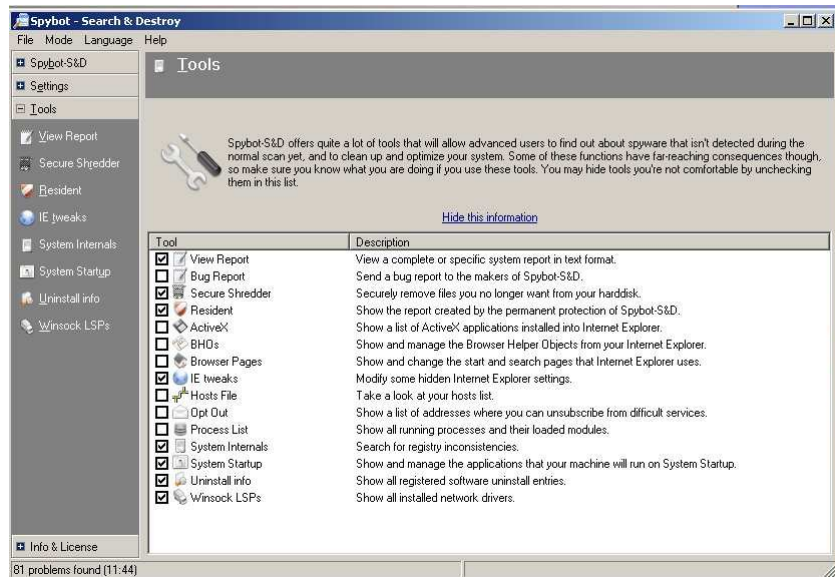 Spybot - Search & Destroy
File Mode Language Help
Spybot-S&D
Settings
Tools
View Report
Secure Shredder
Resident
IE tweaks
System Internals
System Startup
Uninstall info
Winsock LSPs
Info & License
Tools
Spybot-S&D offers quite a lot of tools that will allow advanced users to find out about spyware that isn't detected during the
normal scan yet, and to clean up and optimize your system. Some of these functions have far-reaching consequences though,
so make sure you know what you are doing if you use these tools. You may hide tools you're not comfortable by unchecking
them in this list.
Hide this information
Tool Description
View Report View a complete or specific system report in text format.
Bug Report Send a bug report to the makers of Spybot-S&D.
Secure Shredder Securely remove files you no longer want from your harddisk.
Resident Show the report created by the permanent protection of Spybot-S&D.
ActiveX Show a list of ActiveX applications installed into Internet Explorer.
BHOs Show and manage the Browser Helper Objects from your Internet Explorer.
Browser Pages Show and change the start and search pages that Internet Explorer uses.
IE tweaks Modify some hidden Internet Explorer settings.
Hosts File Take a look at your hosts list.
Opt Out Show a list of addresses where you can unsubscribe from difficult services.
Process List Show all running processes and their loaded modules.
System Internals Search for registry inconsistencies.
System Startup Show and manage the applications that your machine will run on System Startup.
Uninstall info Show all registered software uninstall entries.
Winsock LSPs Show all installed network drivers.
81 problems found (11:44)